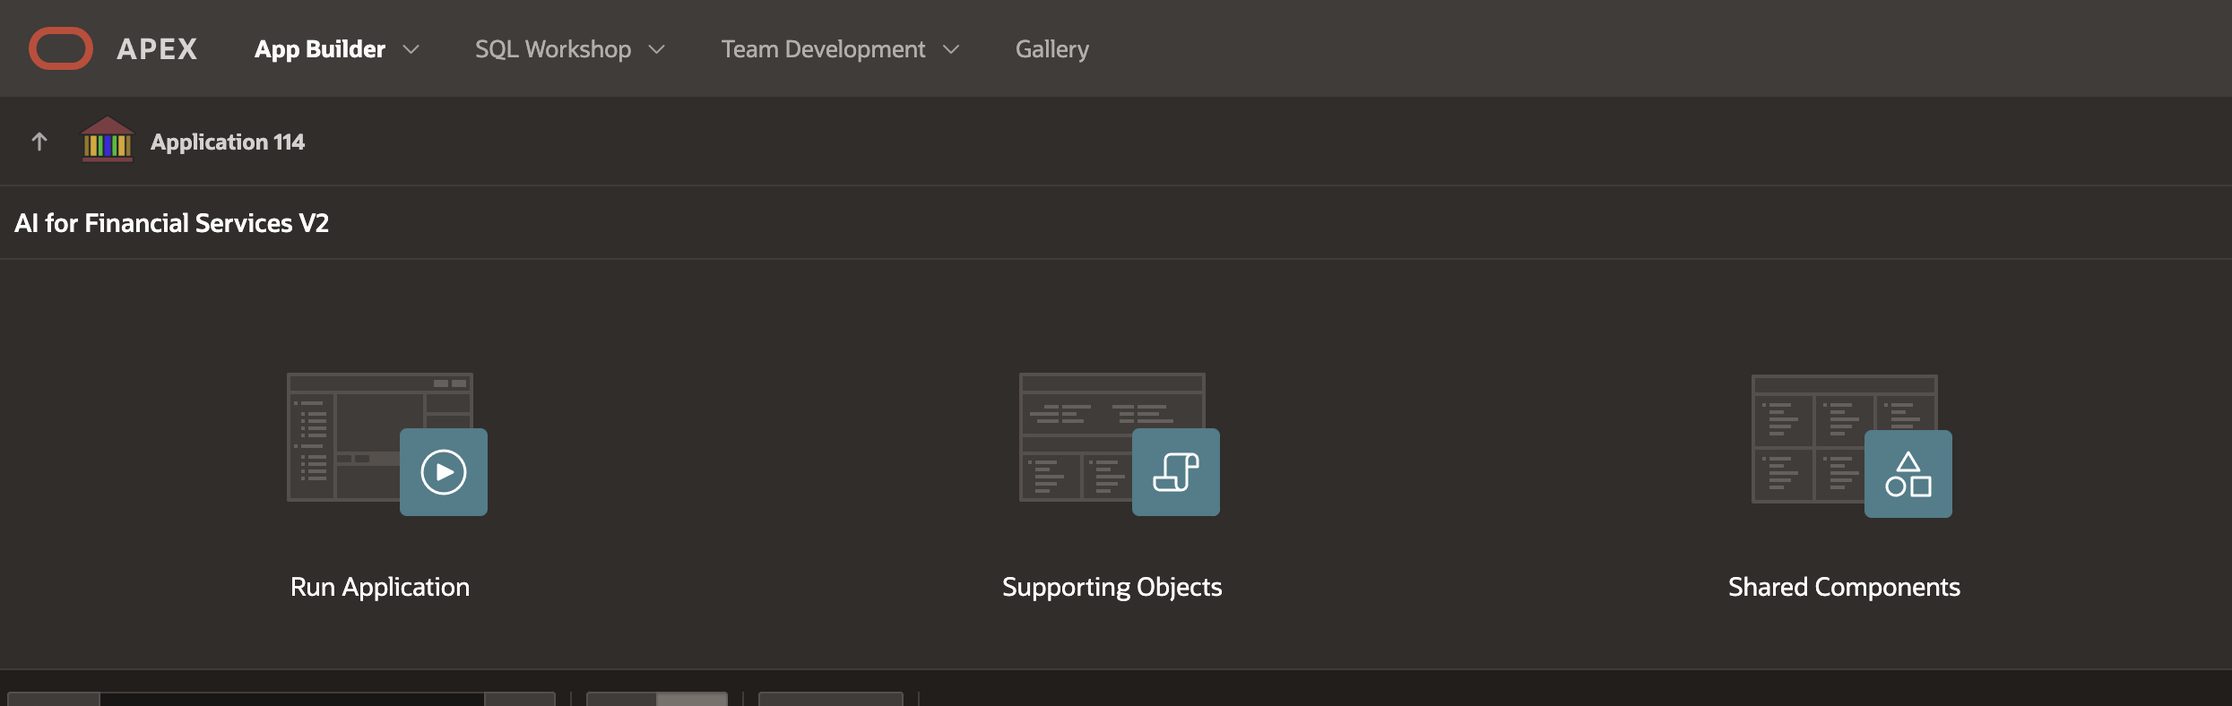 APEX App Builder SQL Workshop Team Development Gallery
Application 114
AI for Financial Services V2
Run Application Supporting Objects Shared Components